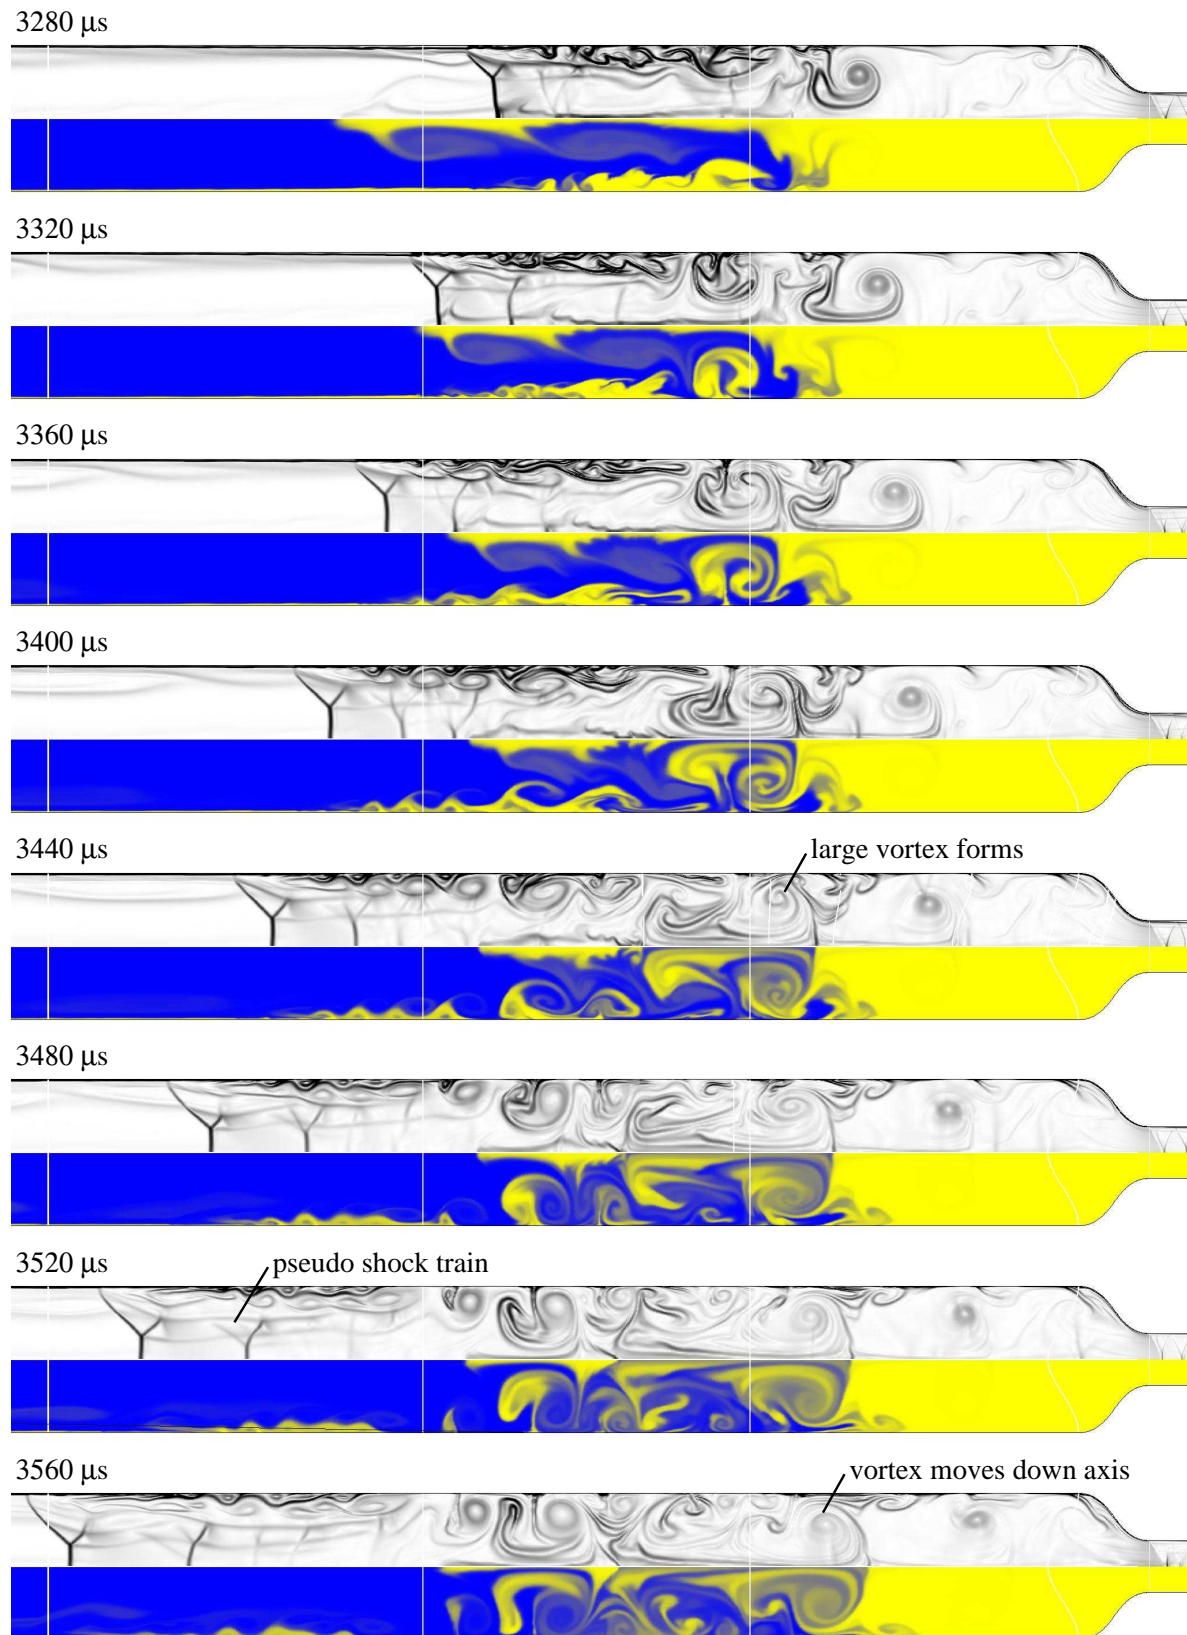 3280 μs
3320 μs
3360 μs
3400 μs
3440 μs
large vortex forms
3480 μs
3520 μs
pseudo shock train
3560 μs
vortex moves down axis